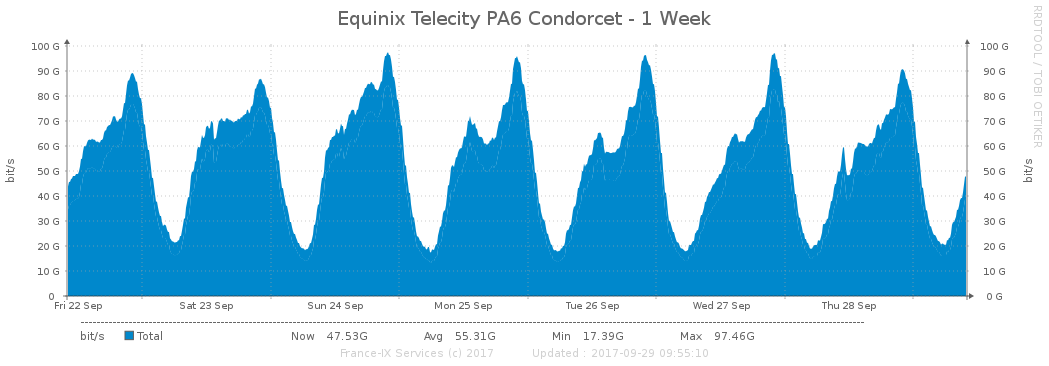 Equinix Telecity PA6 Condorcet - 1 Week
RRDTOOL / TOBI OETIKER
bit/s
100 G
90 G
80 G
70 G
60 G
50 G
40 G
30 G
20 G
10 G
0
100 G
90 G
80 G
70 G
60 G
50 G
40 G
30 G
20 G
10 G
0 G
bit/s
Fri 22 Sep Sat 23 Sep Sun 24 Sep Mon 25 Sep Tue 26 Sep Wed 27 Sep Thu 28 Sep
bit/s Total Now 47.53G Avg 55.31G Min 17.39G Max 97.46G
France-IX Services (c) 2017 Updated : 2017-09-29 09:55:10